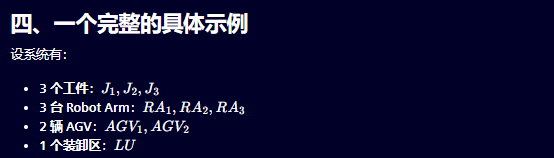 四、一个完整的具体示例
设系统有：
• 3 个工件：J₁, J₂, J₃
• 3 台 Robot Arm：RA₁, RA₂, RA₃
• 2 辆 AGV：AGV₁, AGV₂
• 1 个装卸区：LU